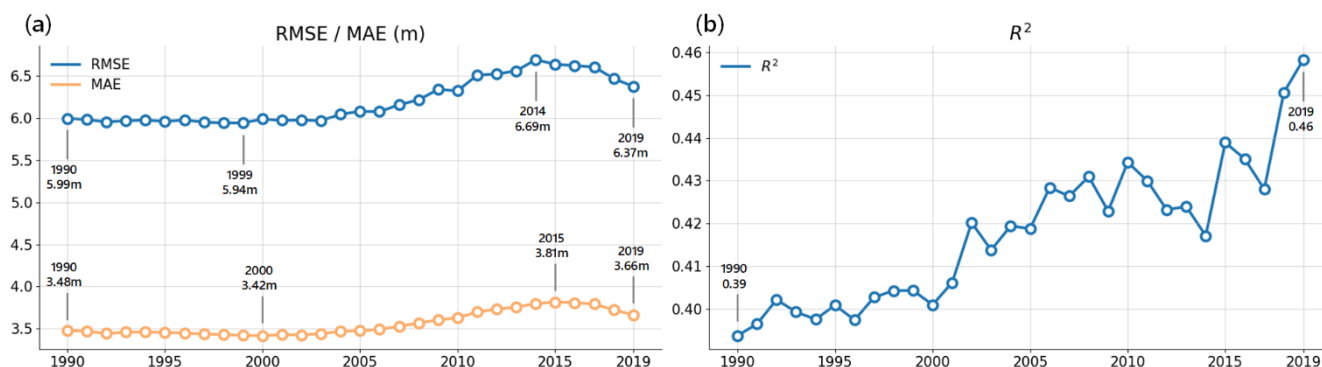 (a)
RMSE / MAE (m)
RMSE
MAE
6.5
6.0
5.5
5.0
4.5
4.0
3.5
1990
5.99m
1999
5.94m
2014
6.69m
2019
6.37m
1990
3.48m
2000
3.42m
2015
3.81m
2019
3.66m
1990
1995
2000
2005
2010
2015
2019
(b)
R²
R²
0.46
0.45
0.44
0.43
0.42
0.41
0.40
1990
0.39
2019
0.46
1990
1995
2000
2005
2010
2015
2019